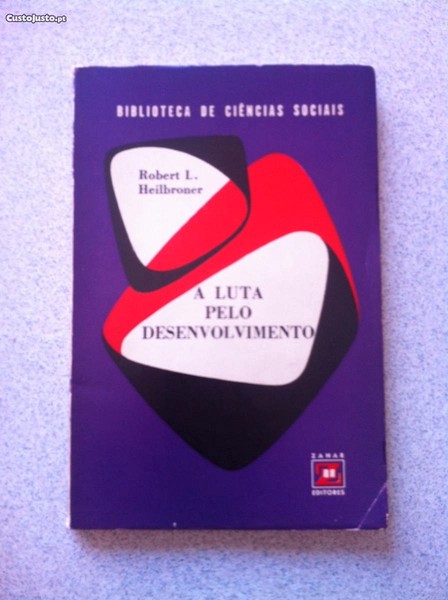 CustoJusto.pt
BIBLIOTECA DE CIÊNCIAS SOCIAIS
Robert L.
Heilbroner
A LUTA
PELO
DESENVOLVIMENTO
ZAHAR
EDITORES